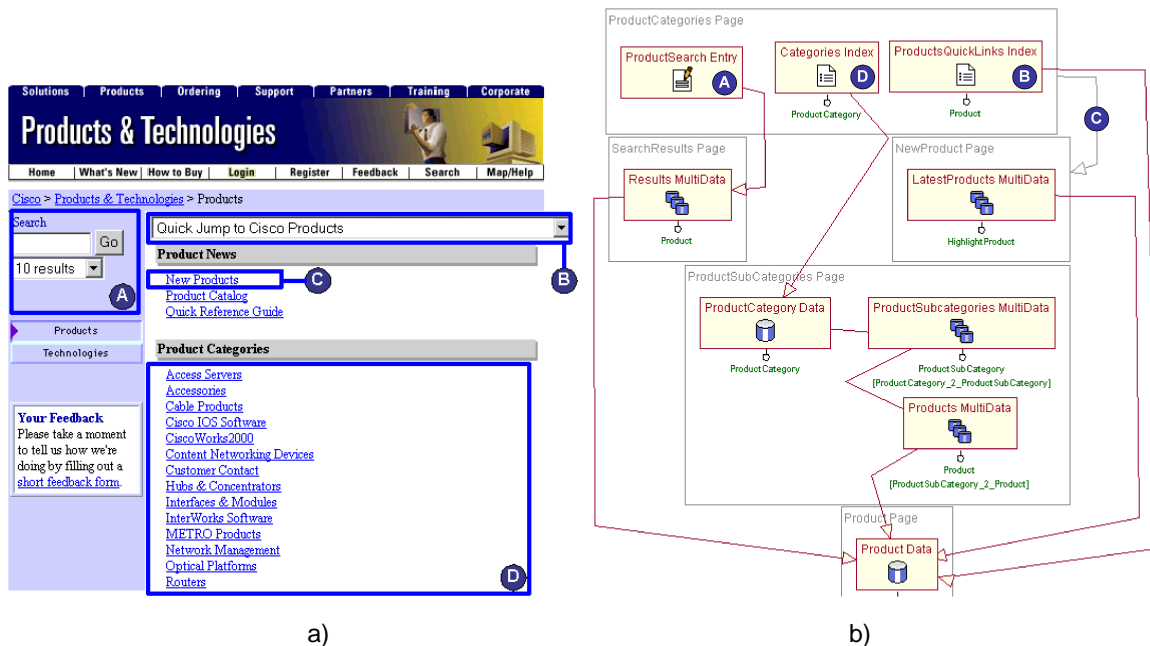 Solutions Products Ordering Support Partners Training Corporate
Products & Technologies
Home What's New How to Buy Login Register Feedback Search Map/Help
Cisco > Products & Technologies > Products
Search
Go
10 results
A
Products
Technologies
Your Feedback
Please take a moment
to tell us how we're
doing by filling out a
short feedback form.
Quick Jump to Cisco Products
B
Product News
New Products
C
Product Catalog
Quick Reference Guide
Product Categories
Access Servers
Accessories
Cable Products
Cisco IOS Software
CiscoWorks2000
Content Networking Devices
Customer Contact
Hubs & Concentrators
Interfaces & Modules
InterWorks Software
METRO Products
Network Management
Optical Platforms
Routers
D
a)
ProductCategories Page
ProductSearch Entry
A
Categories Index
D
ProductCategory
ProductsQuickLinks Index
B
Product
C
SearchResults Page
Results MultiData
Product
NewProduct Page
LatestProducts MultiData
HighlightProduct
ProductSubCategories Page
ProductCategory Data
ProductCategory
ProductSubcategories MultiData
ProductSubCategory
[ProductCategory_2_ProductSubCategory]
Products MultiData
Product
[ProductSubCategory_2_Product]
Product Page
Product Data
b)